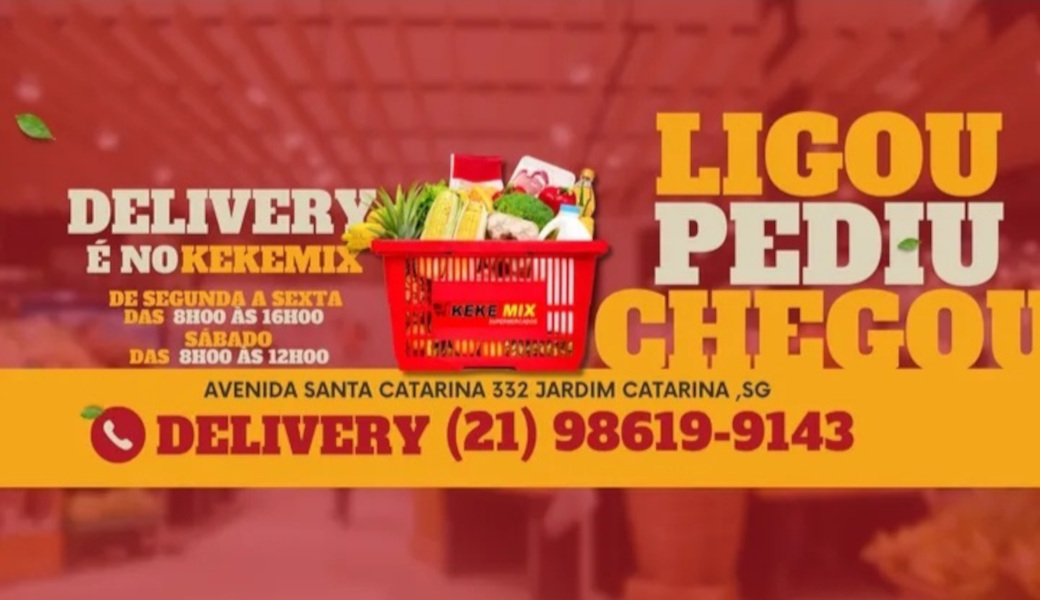 DELIVERY
É NO KEKEMIX
DE SEGUNDA A SEXTA
DAS 8H00 ÀS 16H00
SÁBADO
DAS 8H00 ÀS 12H00
KEKE MIX
SUPERMERCADOS
LIGOU
PEDIU
CHEGOU
AVENIDA SANTA CATARINA 332 JARDIM CATARINA ,SG
DELIVERY (21) 98619-9143